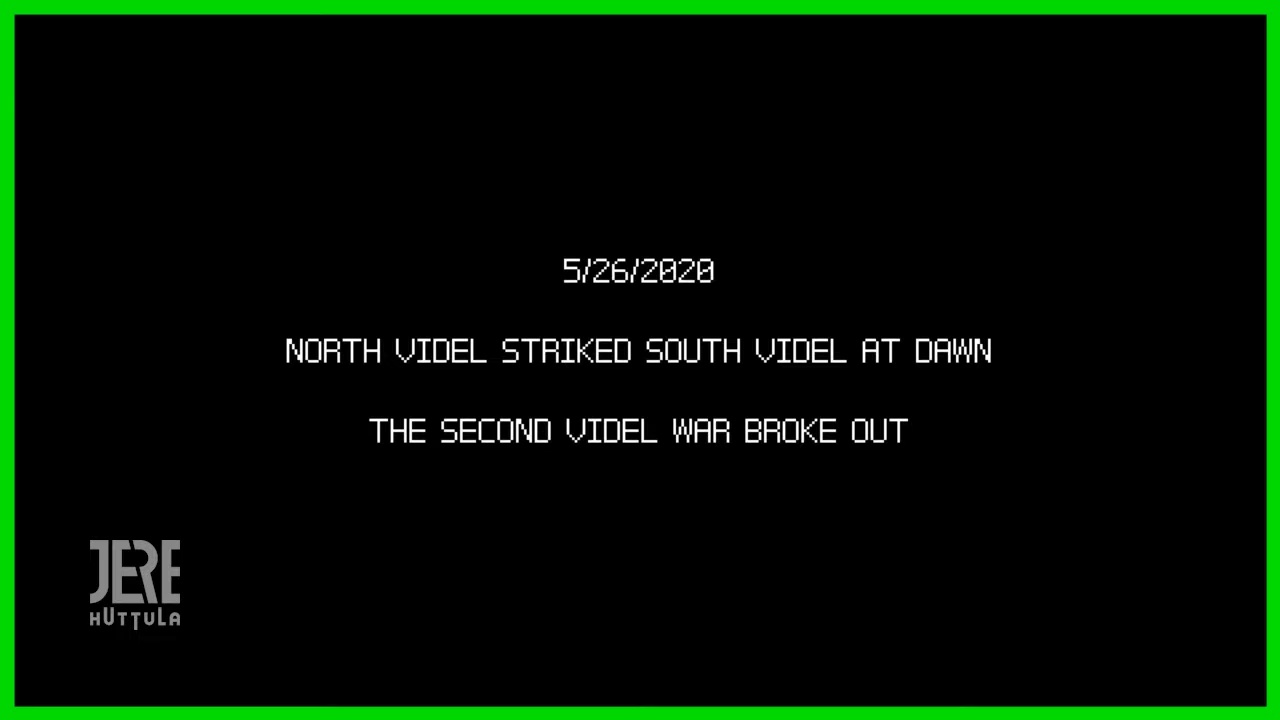 5/26/2020
NORTH VIDEL STRIKED SOUTH VIDEL AT DAWN
THE SECOND VIDEL WAR BROKE OUT
JERE
HUTTULA